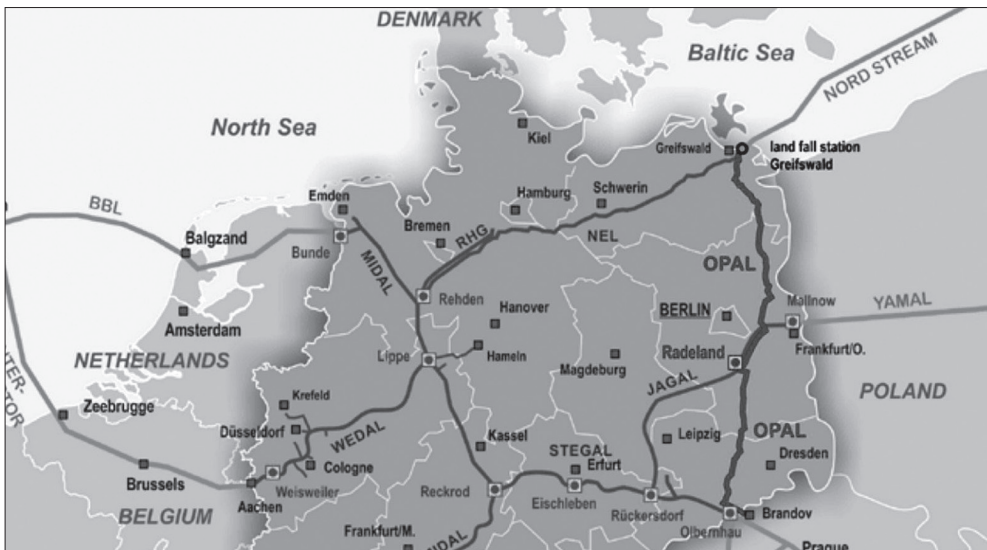 DENMARK
Baltic Sea
NORD STREAM
North Sea
Kiel
Greifswald
land fall station
Greifswald
Emden
Hamburg
Schwerin
BBL
Bremen
RHG
NEL
Balgzand
Bunde
MIDAL
OPAL
Rehden
Mallnow
YAMAL
Hanover
BERLIN
Amsterdam
NETHERLANDS
Lippe
Hameln
Magdeburg
Radeland
Frankfurt/O.
JAGAL
POLAND
Krefeld
Zeebrugge
Düsseldorf
WEDAL
Kassel
STEGAL
Leipzig
OPAL
Cologne
Erfurt
Dresden
Brussels
Weisweiler
Reckrod
Eischleben
Aachen
Rückersdorf
Olbernhau
Brandov
BELGIUM
Frankfurt/M.